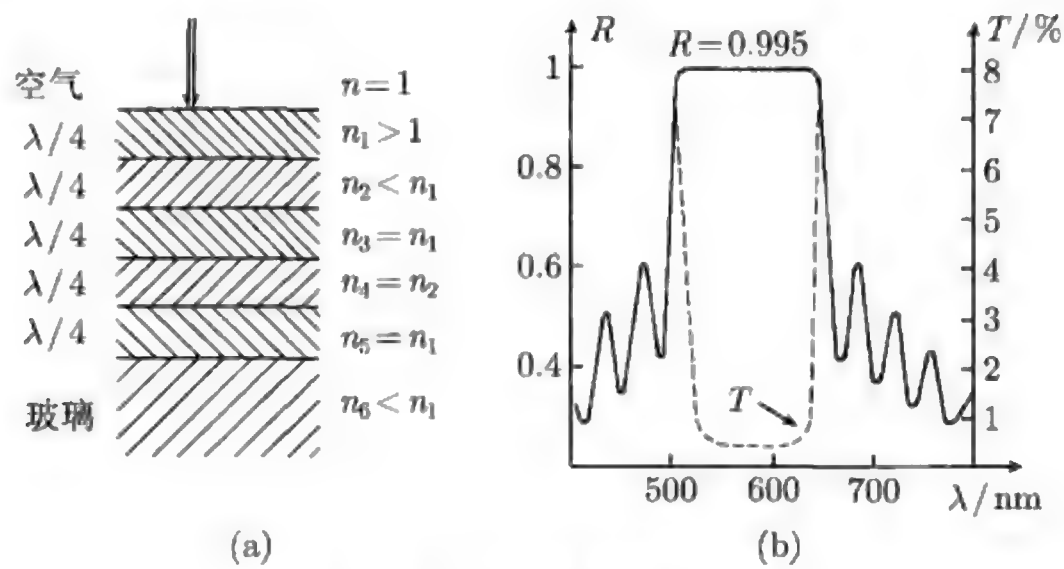 空气 n=1
λ/4 n₁>1
λ/4 n₂<n₁
λ/4 n₃=n₁
λ/4 n₄=n₂
λ/4 n₅=n₁
玻璃 n₆<n₁
(a)
R
R=0.995
T/%
1
0.8
0.6
0.4
8
7
6
5
4
3
2
1
T
500 600 700 λ/nm
(b)